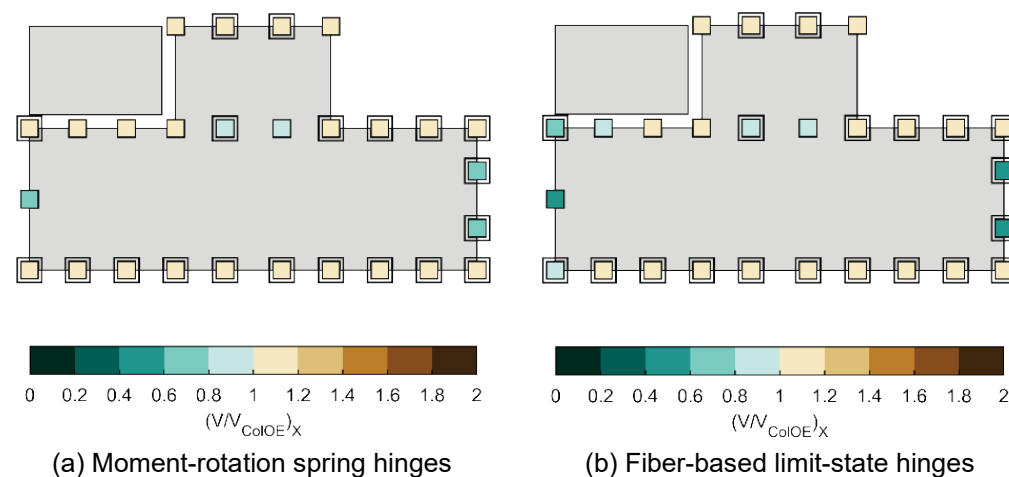 0 0.2 0.4 0.6 0.8 1 1.2 1.4 1.6 1.8 2
(V/V_ColOE)_X
(a) Moment-rotation spring hinges
0 0.2 0.4 0.6 0.8 1 1.2 1.4 1.6 1.8 2
(V/V_ColOE)_X
(b) Fiber-based limit-state hinges